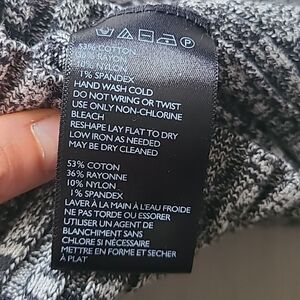 53% COTTON
36% RAYON
10% NYLON
1% SPANDEX
HAND WASH COLD
DO NOT WRING OR TWIST
USE ONLY NON-CHLORINE
BLEACH
RESHAPE LAY FLAT TO DRY
LOW IRON AS NEEDED
MAY BE DRY CLEANED
53% COTON
36% RAYONNE
10% NYLON
1% SPANDEX
LAVER À LA MAIN À L'EAU FROIDE
NE PAS TORDE OU ESSORER
UTILISER UN AGENT DE
BLANCHIMENT SANS
CHLORE SI NÉCESSAIRE
METTRE EN FORME ET SECHER
À PLAT